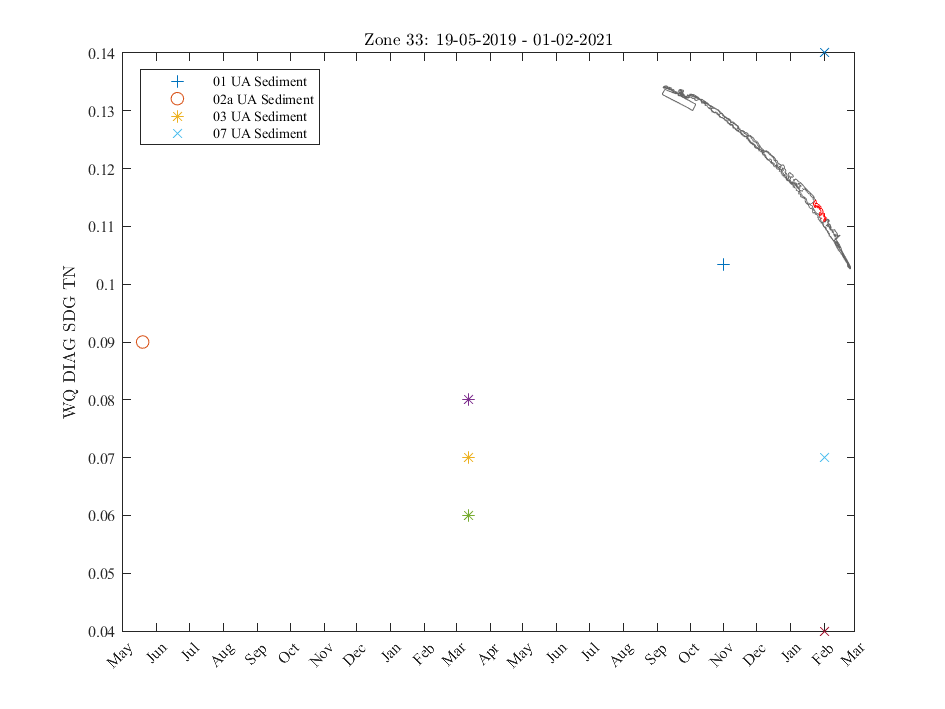 Zone 33: 19-05-2019 - 01-02-2021
0.14
01 UA Sediment
02a UA Sediment
03 UA Sediment
07 UA Sediment
0.13
0.12
0.11
0.1
0.09
0.08
0.07
0.06
0.05
0.04
WQ DIAG SDG TN
May Jun Jul Aug Sep Oct Nov Dec Jan Feb Mar Apr May Jun Jul Aug Sep Oct Nov Dec Jan Feb Mar